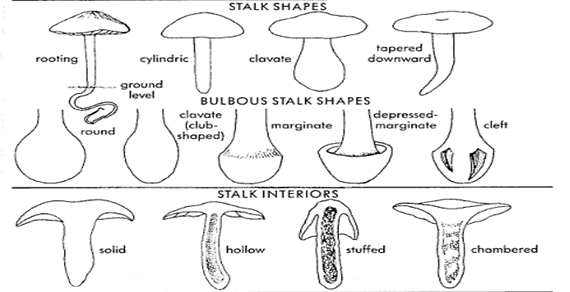 STALK SHAPES
rooting
cylindric
clavate
tapered
downward
ground
level
BULBOUS STALK SHAPES
round
clavate
(club-
shaped)
marginate
depressed-
marginate
cleft
STALK INTERIORS
solid
hollow
stuffed
chambered